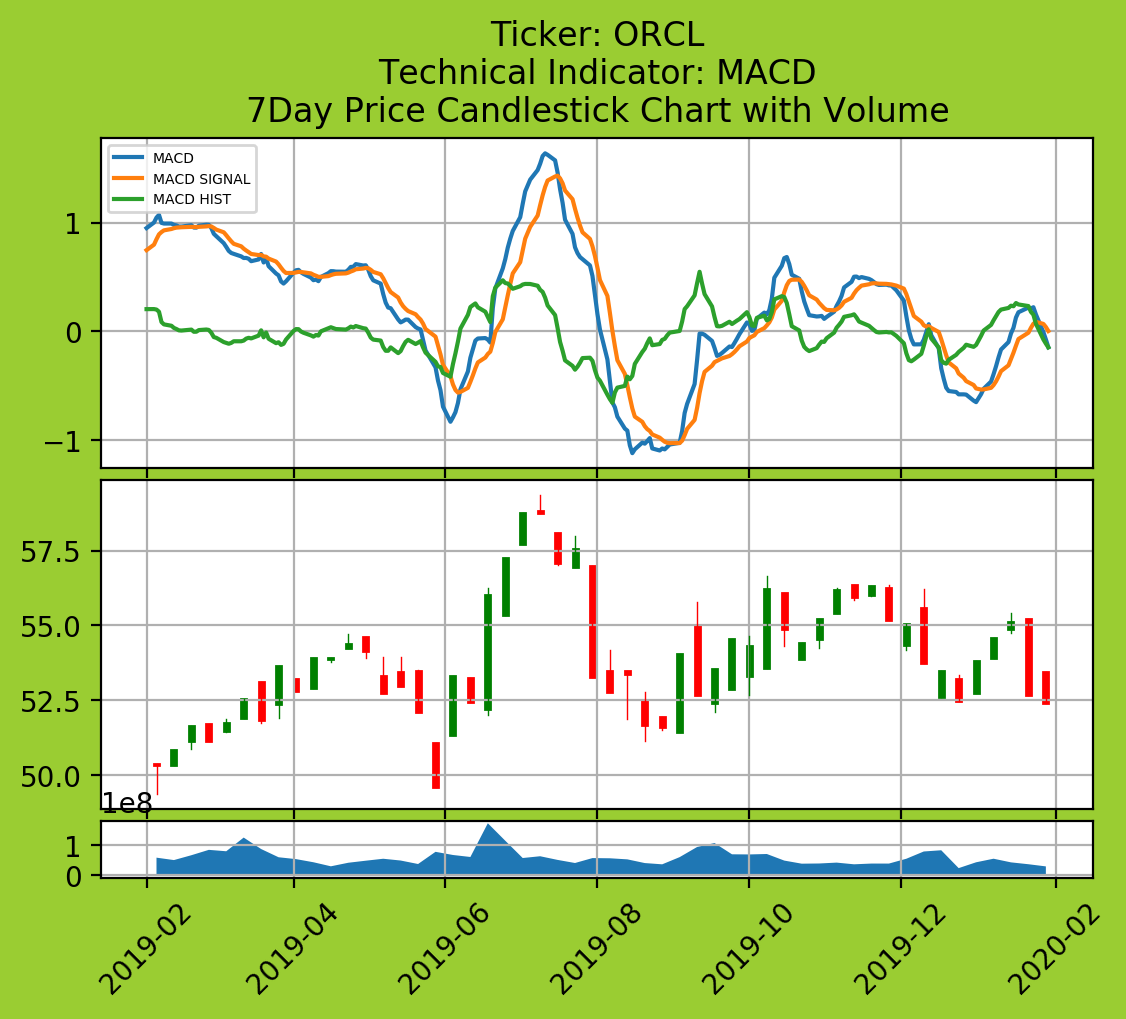 Ticker: ORCL
Technical Indicator: MACD
7Day Price Candlestick Chart with Volume
MACD
MACD SIGNAL
MACD HIST
1
0
−1
57.5
55.0
52.5
50.0
1e8
1
0
2019-02
2019-04
2019-06
2019-08
2019-10
2019-12
2020-02